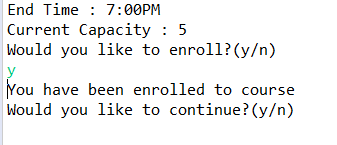 End Time : 7:00PM
Current Capacity : 5
Would you like to enroll?(y/n)
y
You have been enrolled to course
Would you like to continue?(y/n)